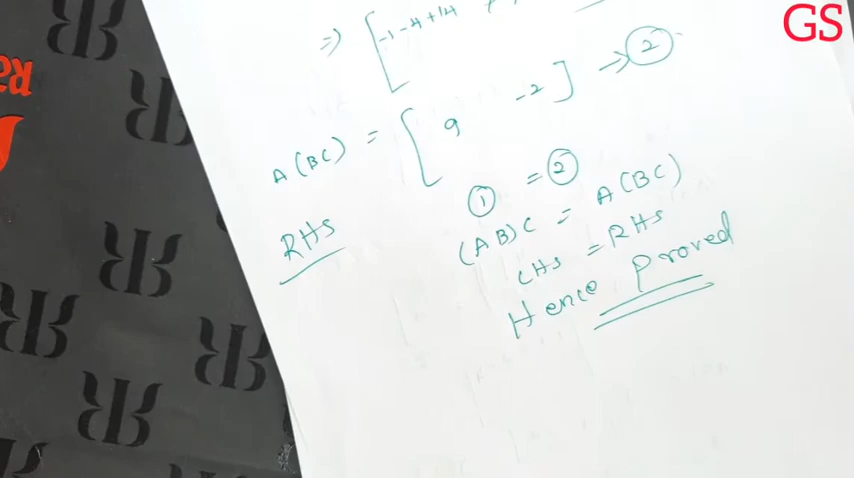 GS
⇒ [ -1-4+14
A(BC) = [ 9 -2 ] → ②
RHS
① = ②
(AB)C = A(BC)
LHS = RHS
Hence Proved